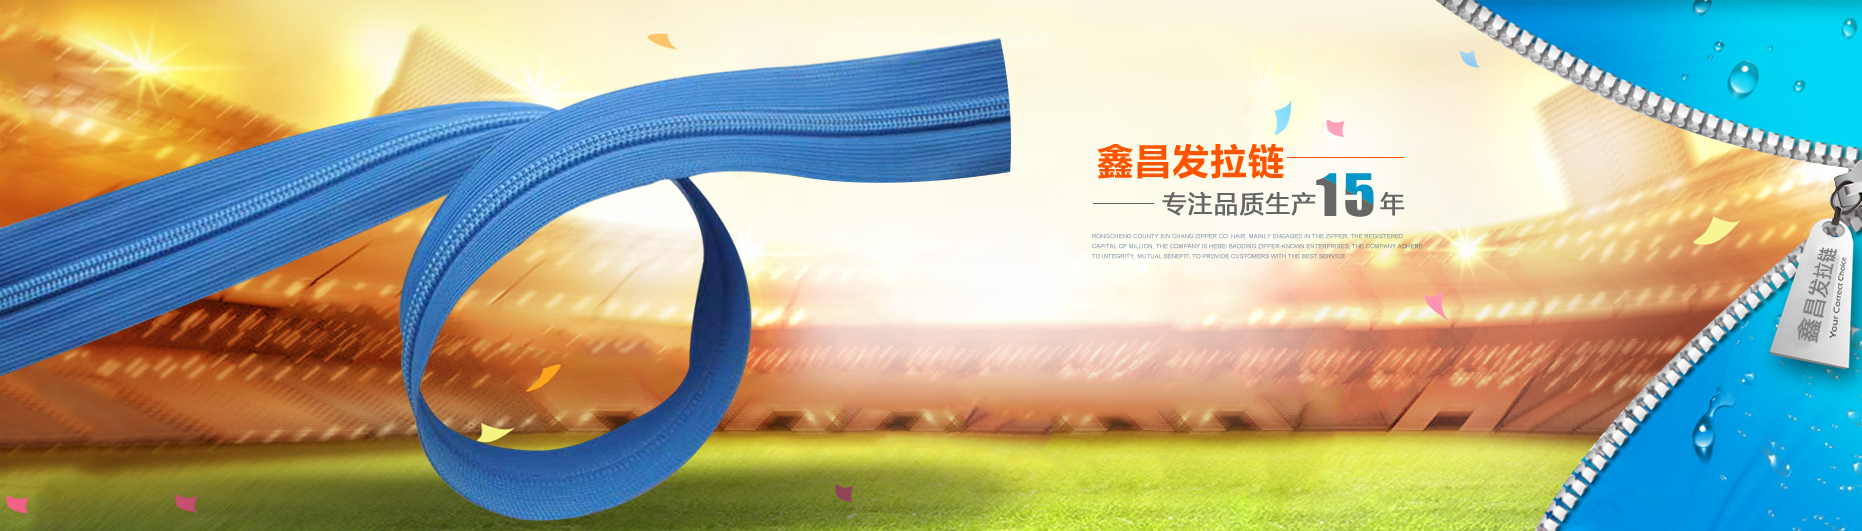 鑫昌发拉链
专注品质生产15年
RONGCHENG COUNTY XIN CHANG ZIPPER CO. HAIR, MAINLY ENGAGED IN THE ZIPPER, THE REGISTERED
CAPITAL OF MILLION, THE COMPANY IS HEBEI BAODING ZIPPER-KNOWN ENTERPRISES, THE COMPANY ADHERE
TO INTEGRITY, MUTUAL BENEFIT, TO PROVIDE CUSTOMERS WITH THE BEST SERVICE
鑫昌发拉链
Your Correct Choice